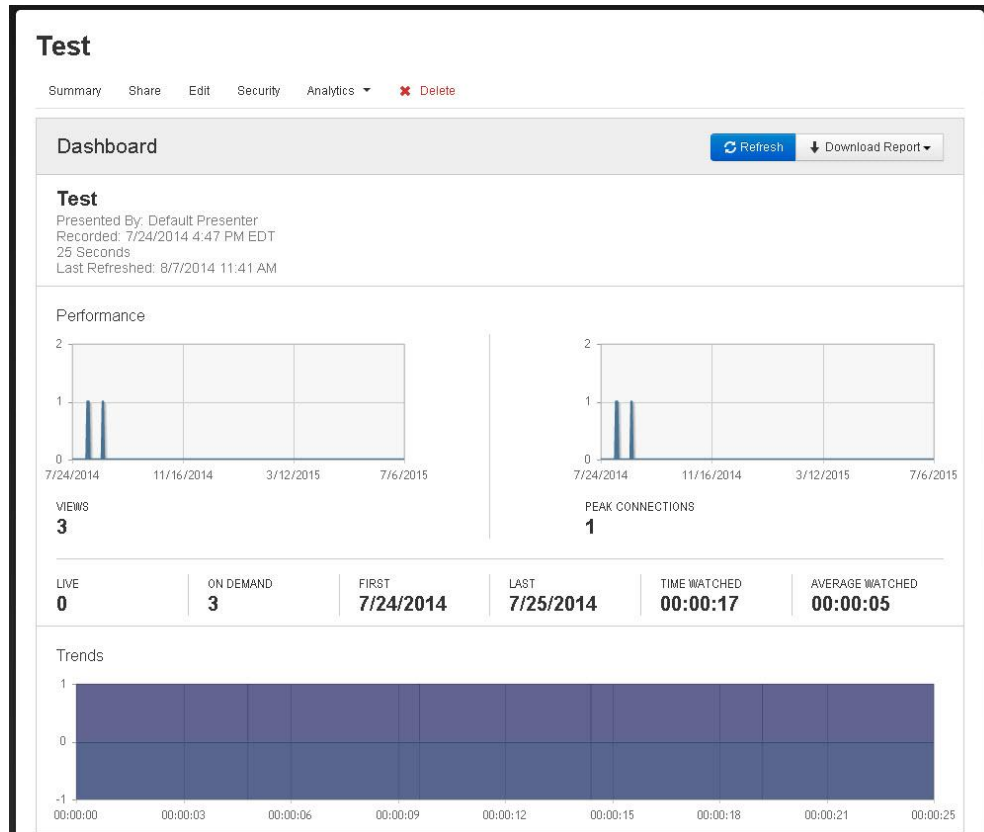 Test
Summary Share Edit Security Analytics Delete
Dashboard Refresh Download Report
Test
Presented By: Default Presenter
Recorded: 7/24/2014 4:47 PM EDT
25 Seconds
Last Refreshed: 8/7/2014 11:41 AM
Performance
2 2
1 1
0 0
7/24/2014 11/16/2014 3/12/2015 7/6/2015 7/24/2014 11/16/2014 3/12/2015 7/6/2015
VIEWS PEAK CONNECTIONS
3 1
LIVE ON DEMAND FIRST LAST TIME WATCHED AVERAGE WATCHED
0 3 7/24/2014 7/25/2014 00:00:17 00:00:05
Trends
1
0
-1
00:00:00 00:00:03 00:00:06 00:00:09 00:00:12 00:00:15 00:00:18 00:00:21 00:00:25